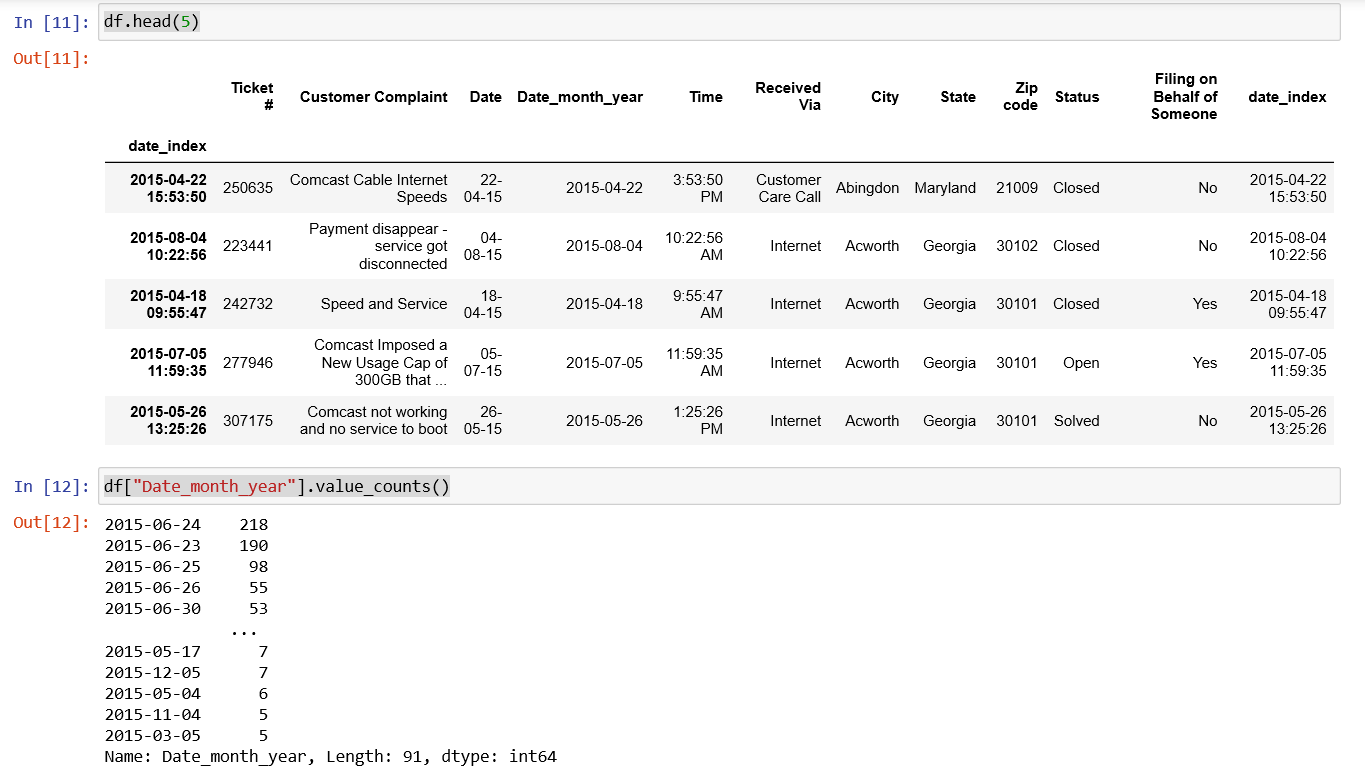 In [11]: df.head(5)
Out[11]:
Ticket # Customer Complaint Date Date_month_year Time Received Via City State Zip code Status Filing on Behalf of Someone date_index
date_index
2015-04-22 15:53:50 250635 Comcast Cable Internet Speeds 22-04-15 2015-04-22 3:53:50 PM Customer Care Call Abingdon Maryland 21009 Closed No 2015-04-22 15:53:50
2015-08-04 10:22:56 223441 Payment disappear - service got disconnected 04-08-15 2015-08-04 10:22:56 AM Internet Acworth Georgia 30102 Closed No 2015-08-04 10:22:56
2015-04-18 09:55:47 242732 Speed and Service 18-04-15 2015-04-18 9:55:47 AM Internet Acworth Georgia 30101 Closed Yes 2015-04-18 09:55:47
2015-07-05 11:59:35 277946 Comcast Imposed a New Usage Cap of 300GB that ... 05-07-15 2015-07-05 11:59:35 AM Internet Acworth Georgia 30101 Open Yes 2015-07-05 11:59:35
2015-05-26 13:25:26 307175 Comcast not working and no service to boot 26-05-15 2015-05-26 1:25:26 PM Internet Acworth Georgia 30101 Solved No 2015-05-26 13:25:26
In [12]: df["Date_month_year"].value_counts()
Out[12]: 2015-06-24 218
2015-06-23 190
2015-06-25 98
2015-06-26 55
2015-06-30 53
...
2015-05-17 7
2015-12-05 7
2015-05-04 6
2015-11-04 5
2015-03-05 5
Name: Date_month_year, Length: 91, dtype: int64